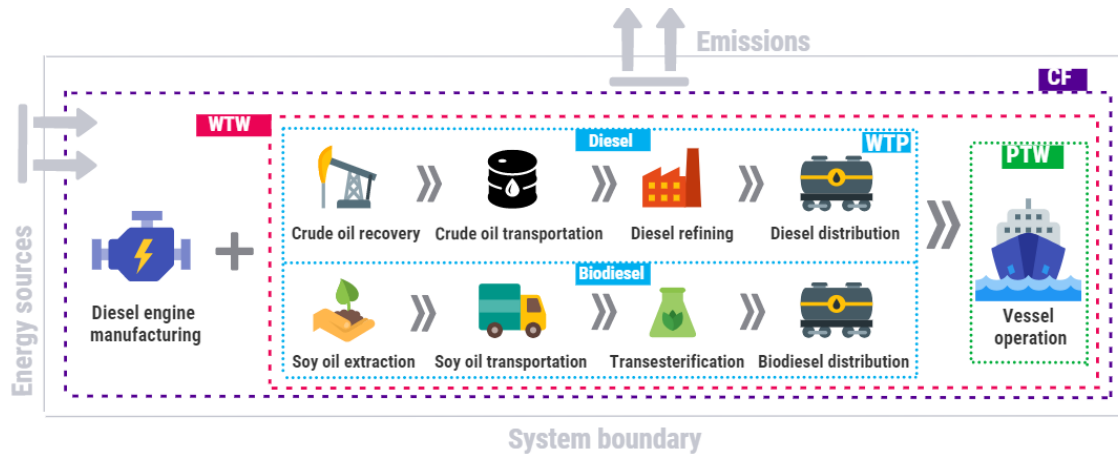 Emissions
CF
WTW
Diesel
WTP
PTW
Crude oil recovery
Crude oil transportation
Diesel refining
Diesel distribution
Biodiesel
Energy sources
Diesel engine
manufacturing
Soy oil extraction
Soy oil transportation
Transesterification
Biodiesel distribution
Vessel
operation
System boundary